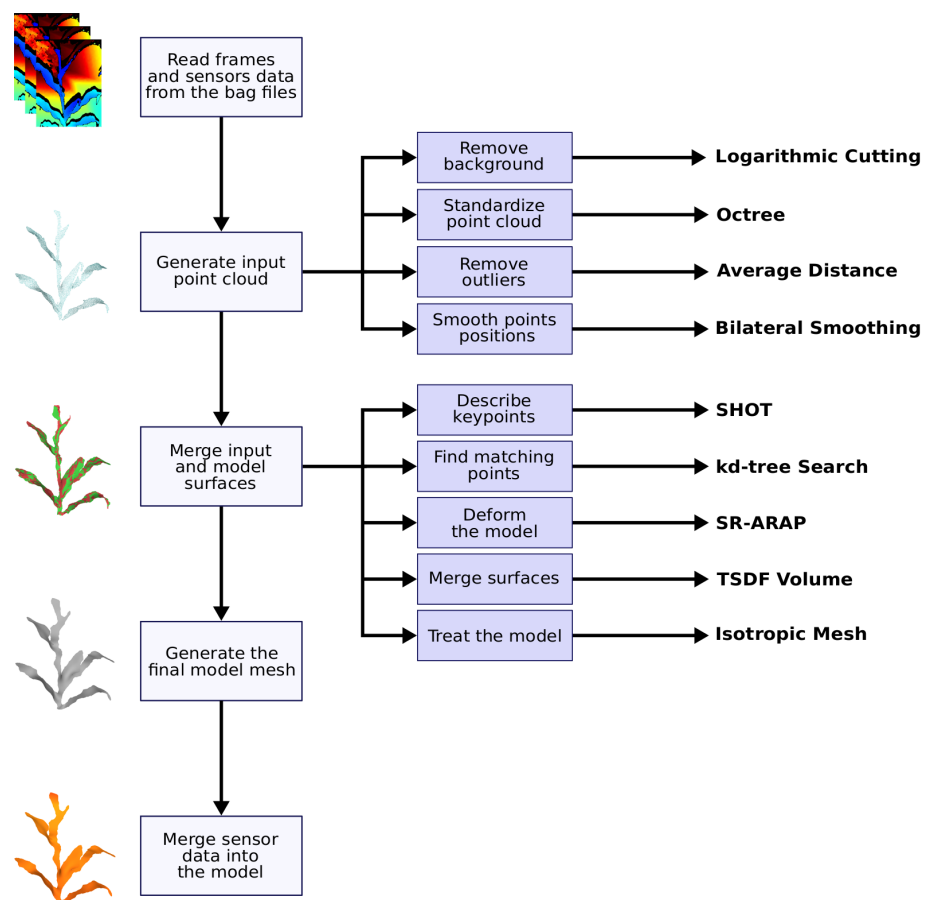 Read frames
and sensors data
from the bag files
Generate input
point cloud
Remove
background
Logarithmic Cutting
Standardize
point cloud
Octree
Remove
outliers
Average Distance
Smooth points
positions
Bilateral Smoothing
Merge input
and model
surfaces
Describe
keypoints
SHOT
Find matching
points
kd-tree Search
Deform
the model
SR-ARAP
Merge surfaces
TSDF Volume
Treat the model
Isotropic Mesh
Generate the
final model mesh
Merge sensor
data into
the model